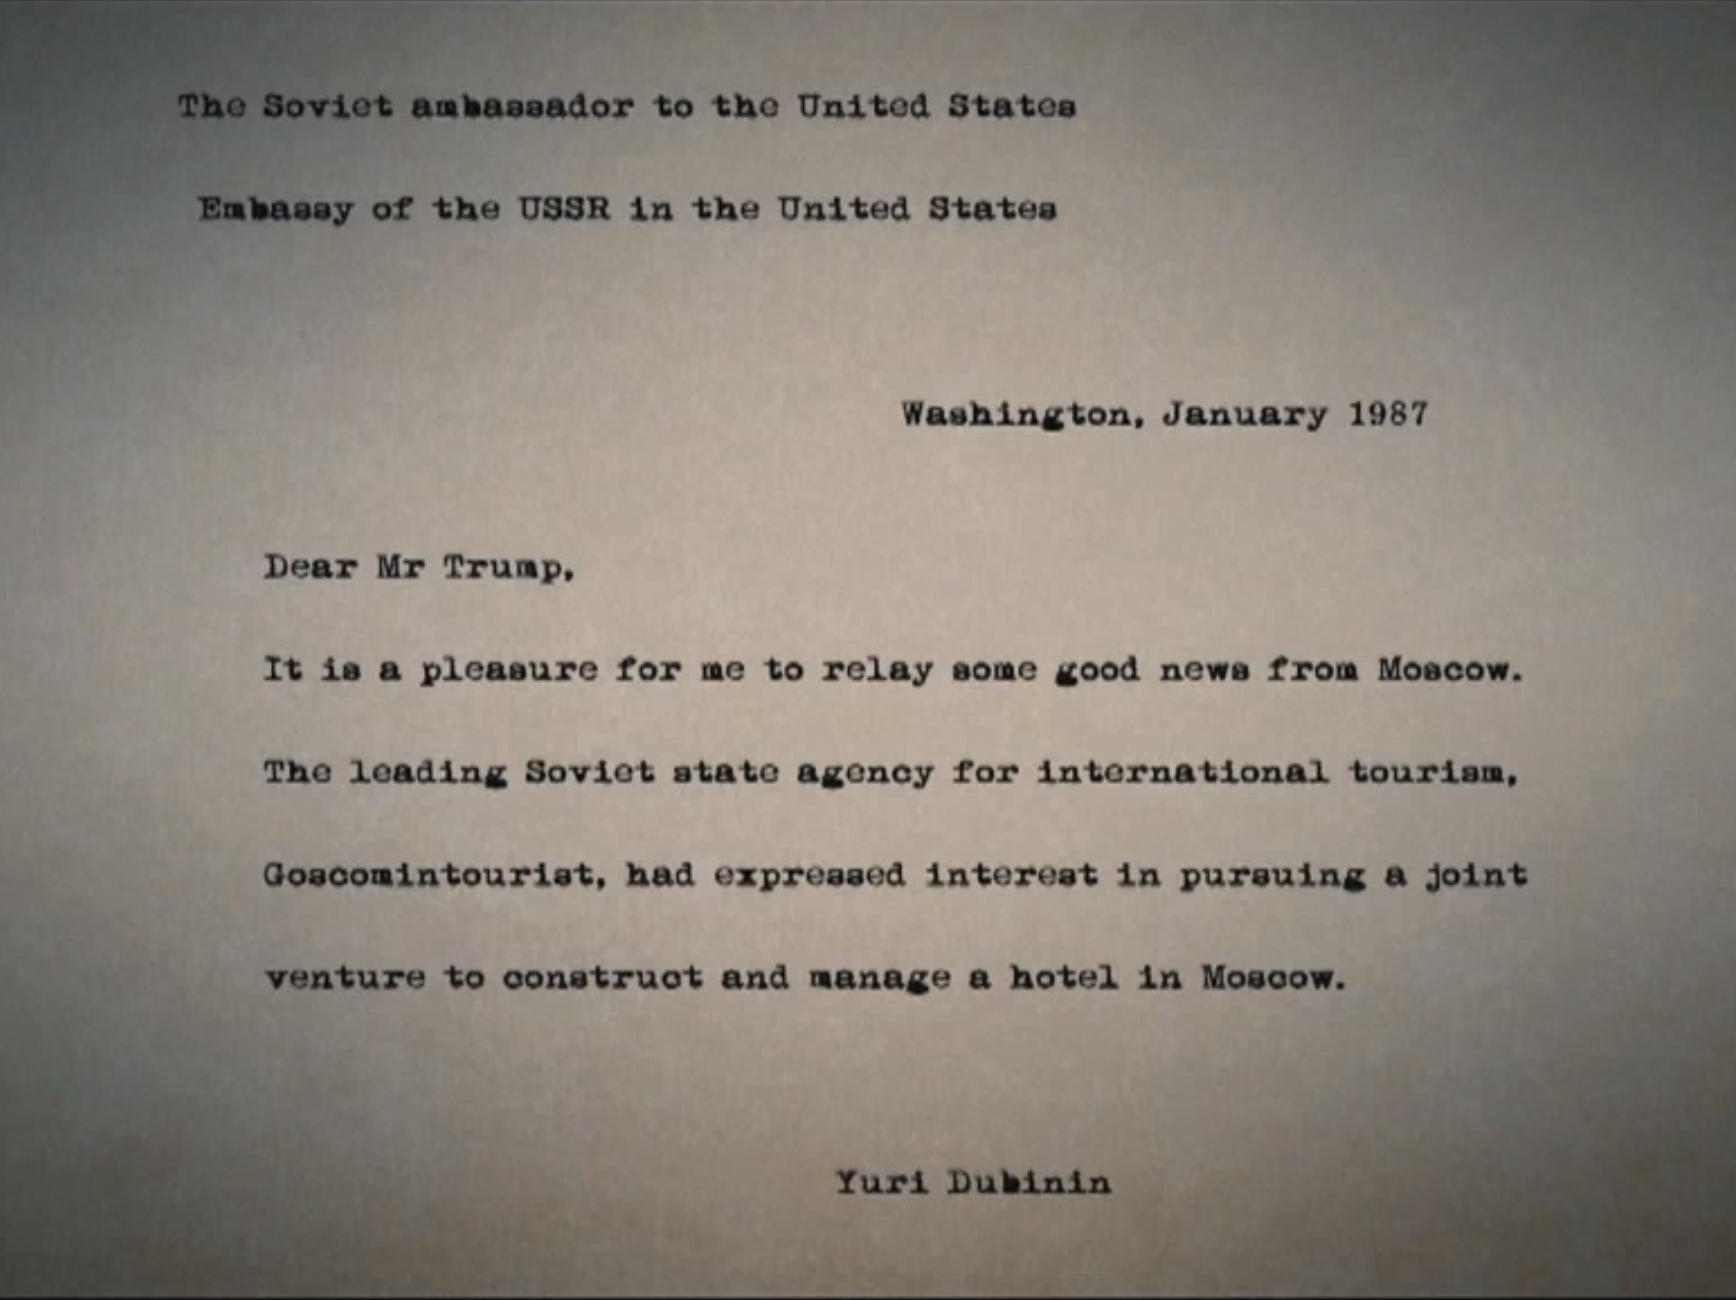 The Soviet ambassador to the United States
Embassy of the USSR in the United States
Washington, January 1987
Dear Mr Trump,
It is a pleasure for me to relay some good news from Moscow.
The leading Soviet state agency for international tourism,
Goscomintourist, had expressed interest in pursuing a joint
venture to construct and manage a hotel in Moscow.
Yuri Dubinin